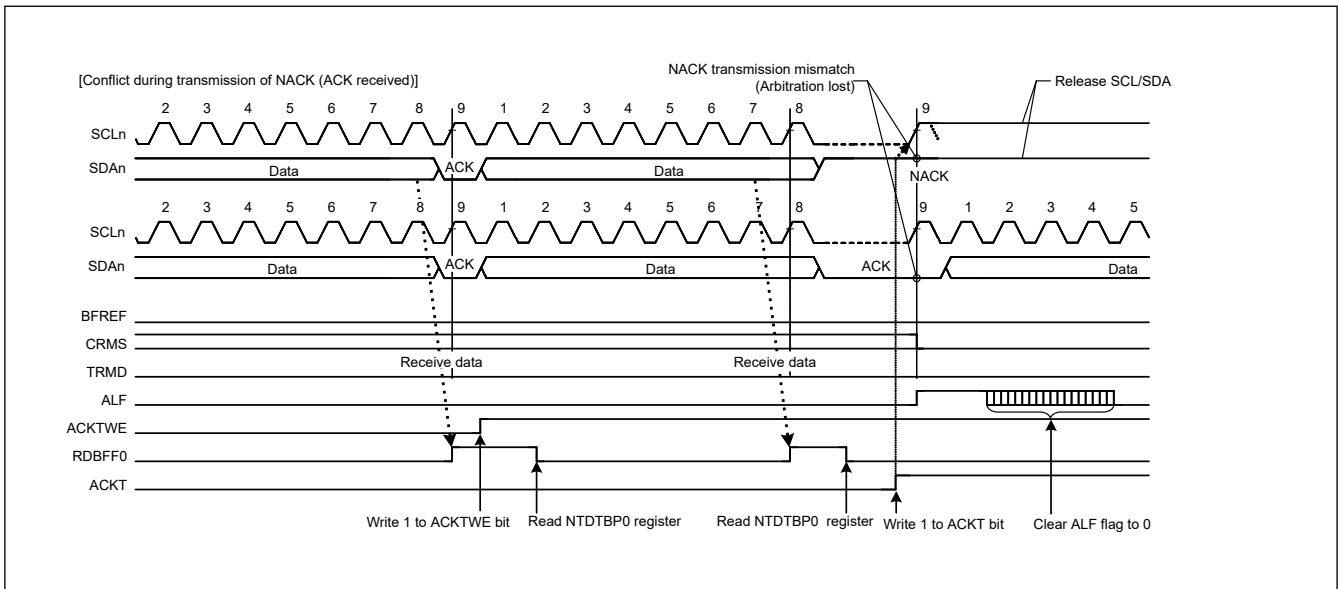 [Conflict during transmission of NACK (ACK received)]
NACK transmission mismatch
(Arbitration lost)
Release SCL/SDA
2 3 4 5 6 7 8 9 1 2 3 4 5 6 7 8 9
SCLn
SDAn Data ACK Data NACK
2 3 4 5 6 7 8 9 1 2 3 4 5 6 7 8 9 1 2 3 4 5
SCLn
SDAn Data ACK Data ACK Data
BFREF
CRMS
Receive data Receive data
TRMD
ALF
ACKTWE
RDBFF0
ACKT
Write 1 to ACKTWE bit Read NTDTBP0 register Read NTDTBP0 register Write 1 to ACKT bit Clear ALF flag to 0